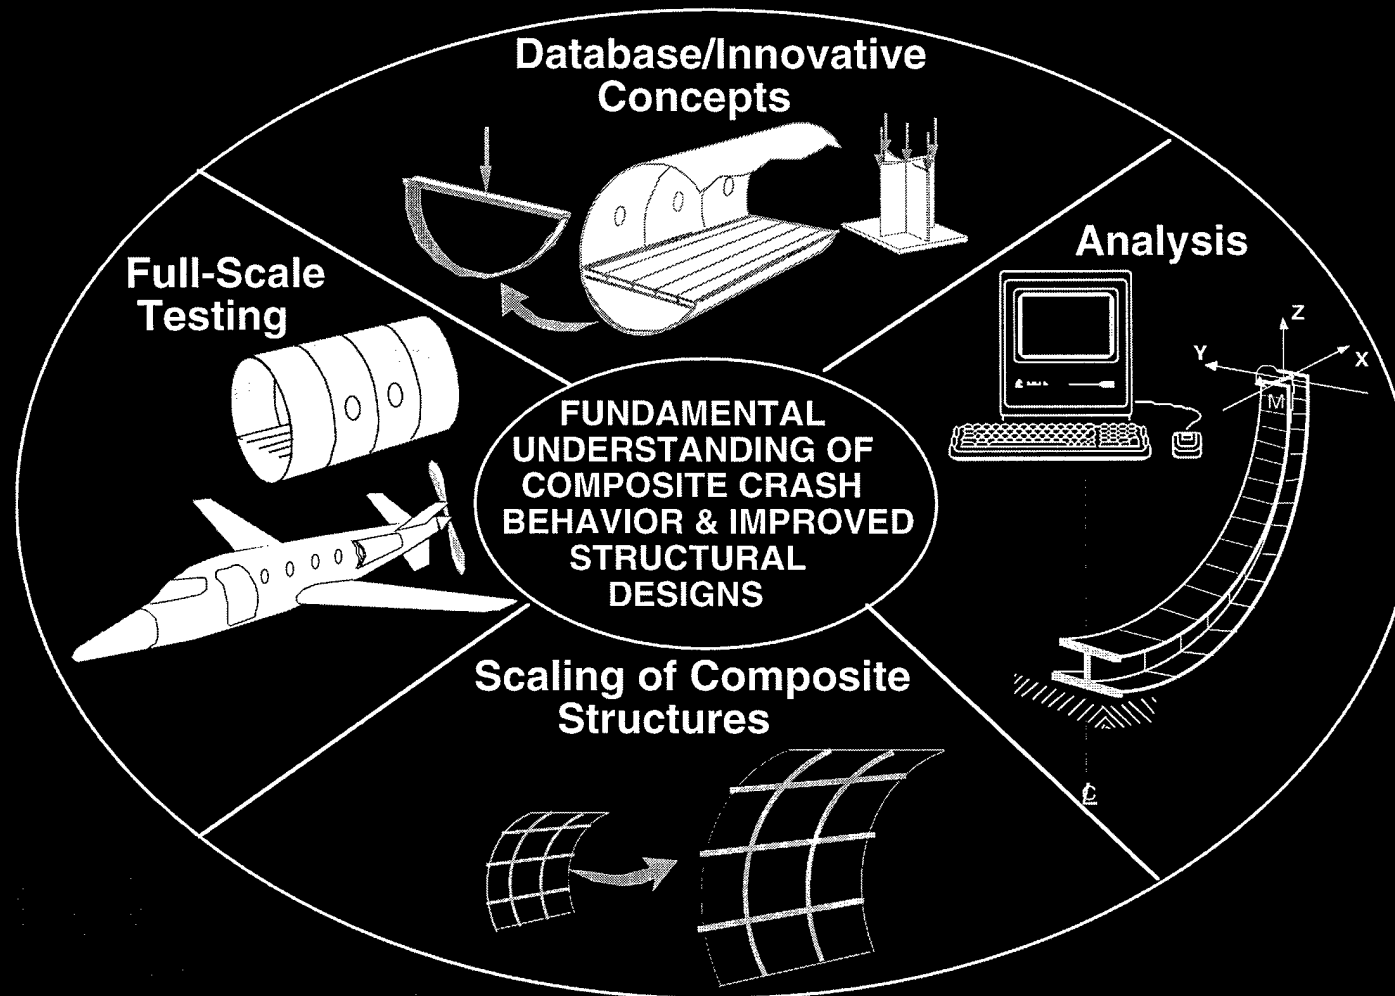 Database/Innovative
Concepts
Full-Scale
Testing
Analysis
Z
Y
X
M
FUNDAMENTAL
UNDERSTANDING OF
COMPOSITE CRASH
BEHAVIOR & IMPROVED
STRUCTURAL
DESIGNS
Scaling of Composite
Structures